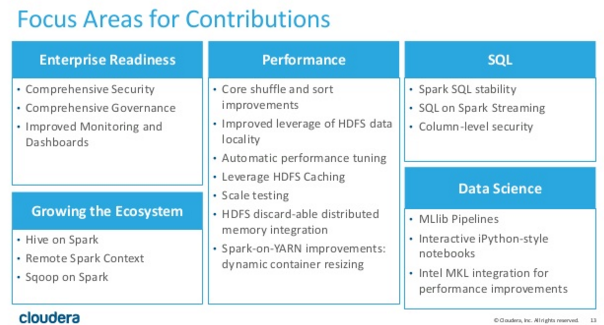 Focus Areas for Contributions
Enterprise Readiness
• Comprehensive Security
• Comprehensive Governance
• Improved Monitoring and
Dashboards
Growing the Ecosystem
• Hive on Spark
• Remote Spark Context
• Sqoop on Spark
Performance
• Core shuffle and sort
improvements
• Improved leverage of HDFS data
locality
• Automatic performance tuning
• Leverage HDFS Caching
• Scale testing
• HDFS discard-able distributed
memory integration
• Spark-on-YARN improvements:
dynamic container resizing
SQL
• Spark SQL stability
• SQL on Spark Streaming
• Column-level security
Data Science
• MLlib Pipelines
• Interactive iPython-style
notebooks
• Intel MKL integration for
performance improvements
cloudera
© Cloudera, Inc. All rights reserved. 13